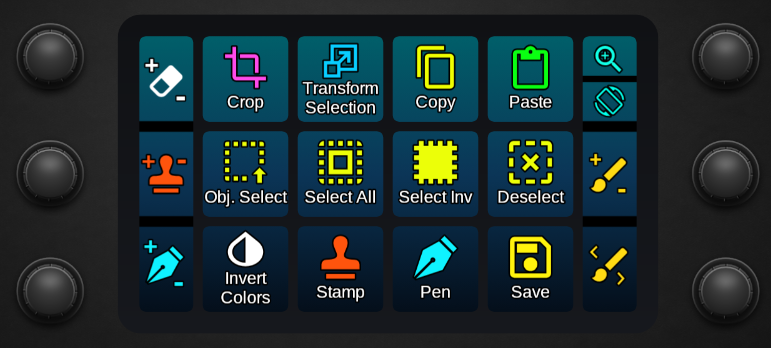 Crop
Transform
Selection
Copy
Paste
Obj. Select
Select All
Select Inv
Deselect
Invert
Colors
Stamp
Pen
Save